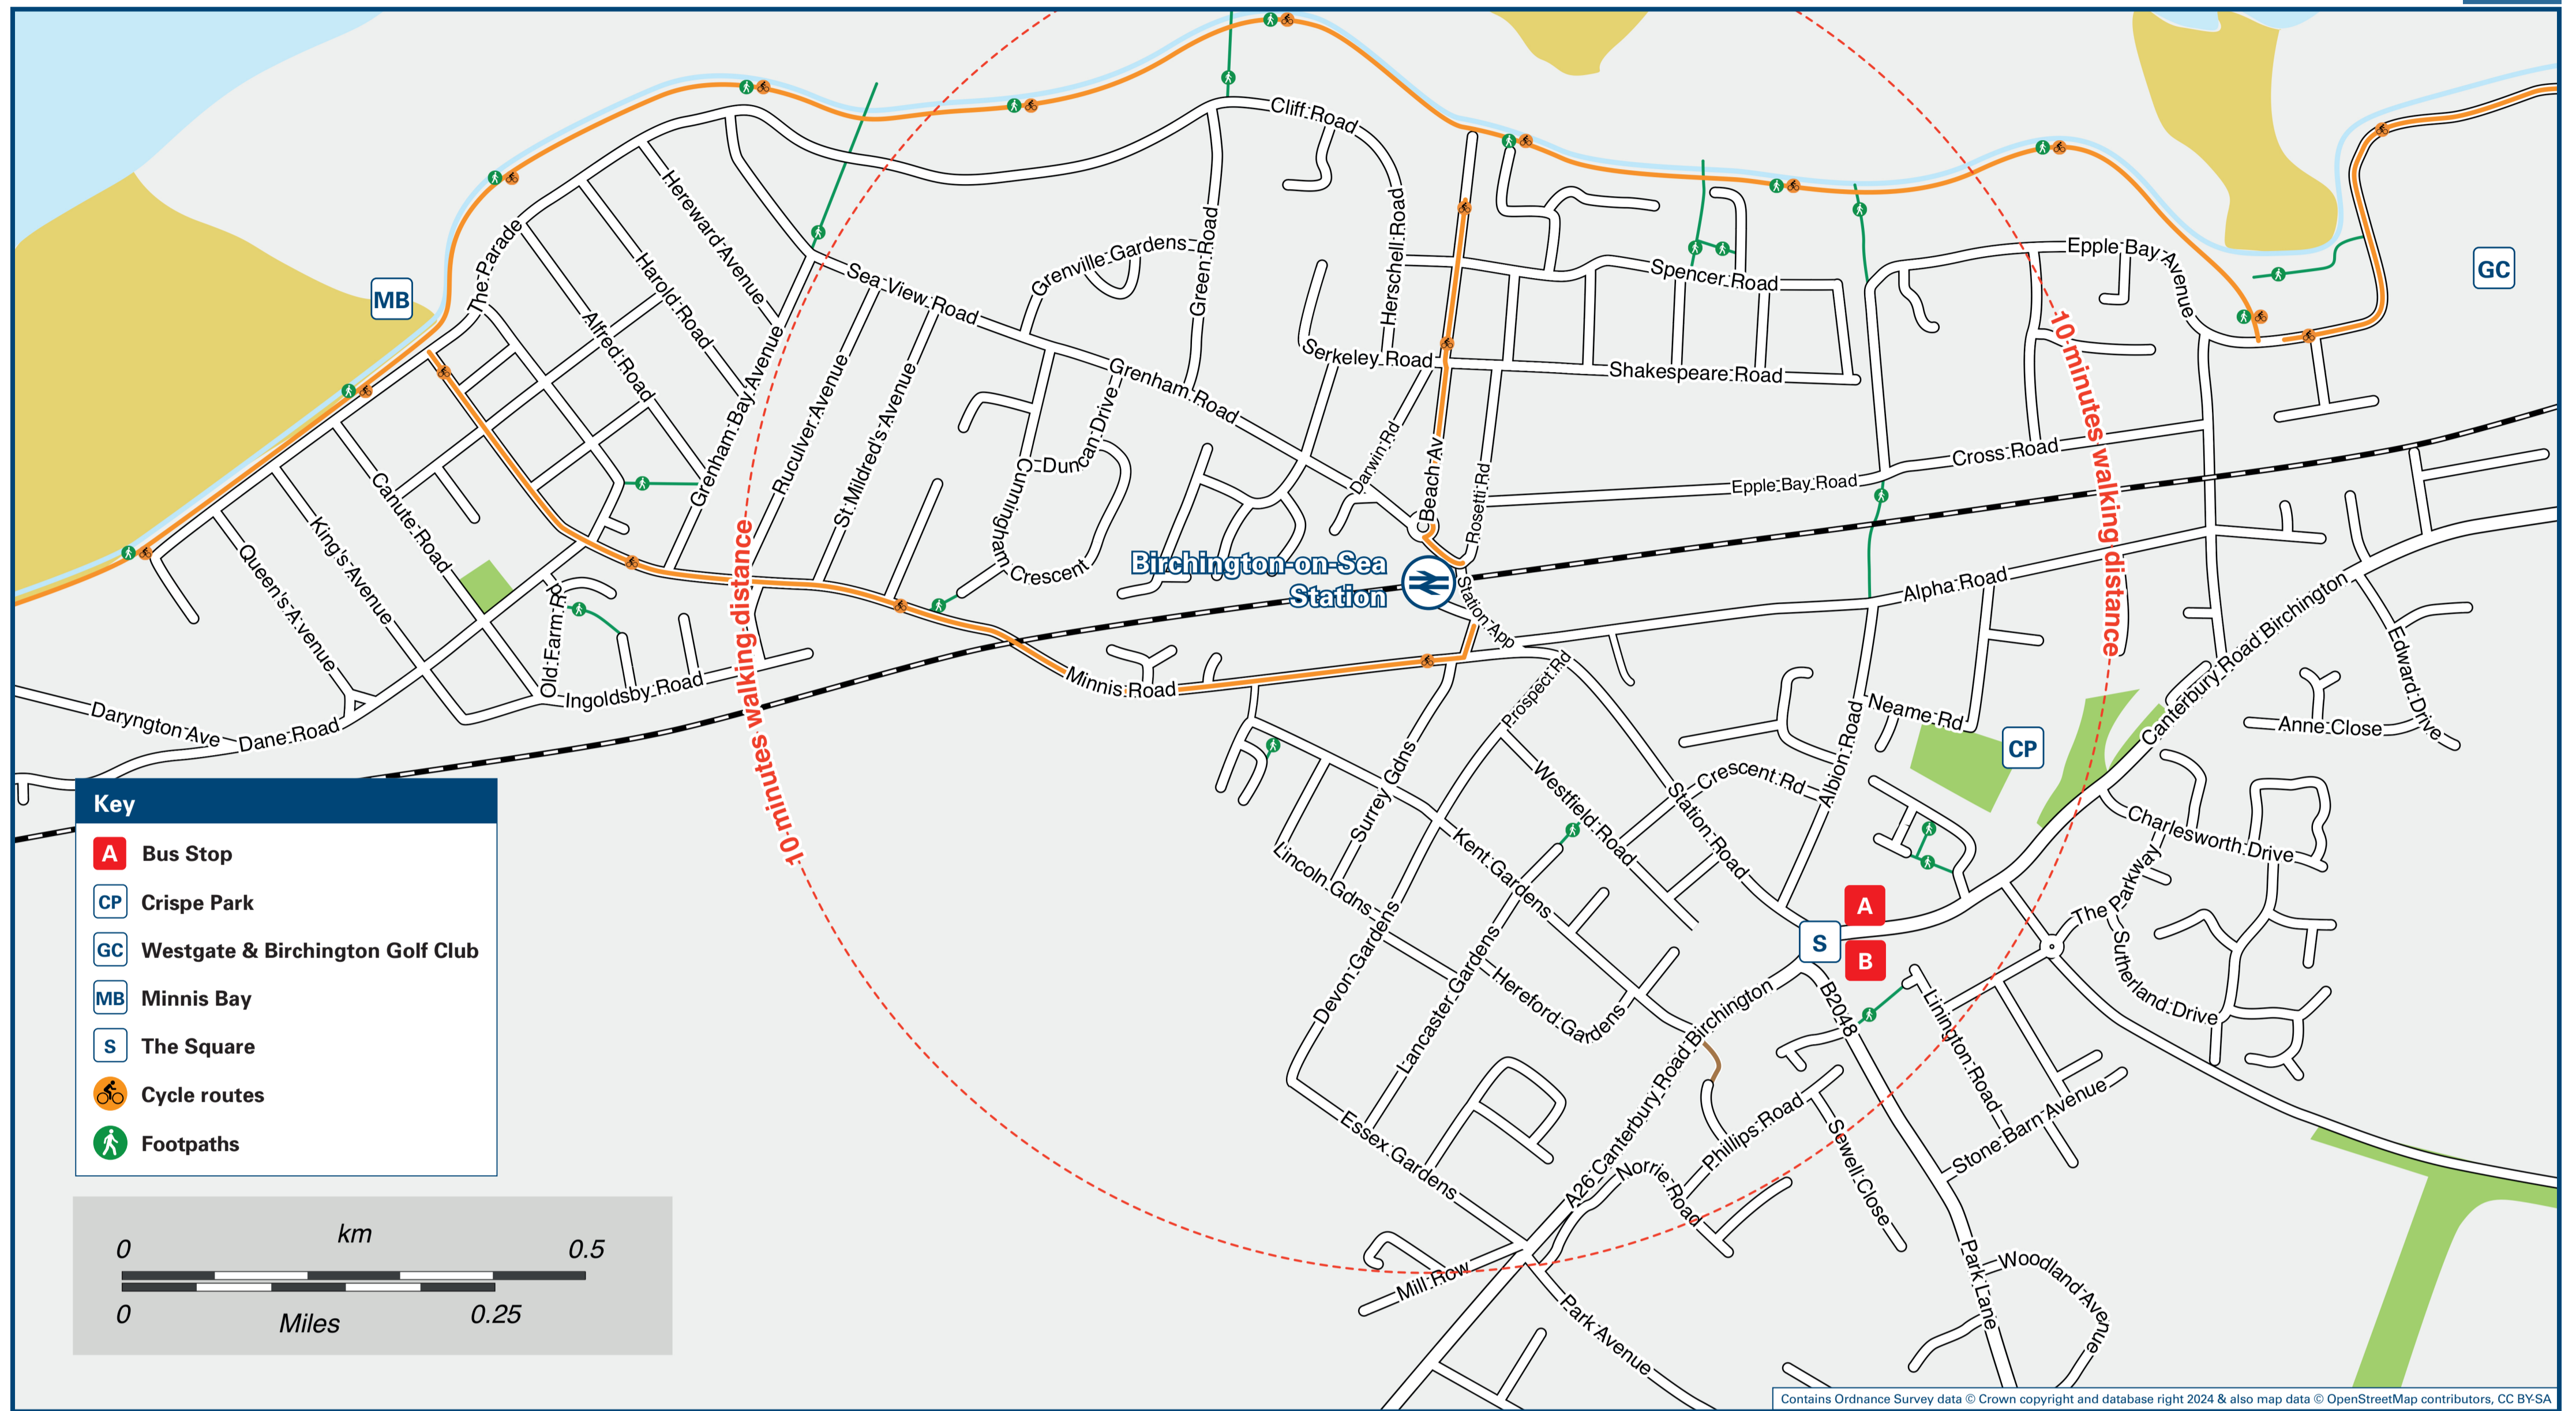 Cliff Road
Hereward Avenue
Harold Road
The Parade
Alfred Road
MB
Sea View Road
Grenville Gardens
Green Road
Herschell Road
Spencer Road
Epple Bay Avenue
GC
Serkeley Road
Shakespeare Road
Grenham Road
Grenham Bay Avenue
Ruculver Avenue
St Mildred's Avenue
Duncan Drive
Cunningham Crescent
Darwin Rd
Beach Av
Rosetti Rd
Epple Bay Road
Cross Road
10 minutes walking distance
Canute Road
King's Avenue
Queen's Avenue
Old Farm Rd
Ingoldsby Road
Daryngton Ave
Dane Road
10 minutes walking distance
Birchington-on-Sea
Station
Station App
Minnis Road
Alpha Road
Prospect Rd
Neame Rd
CP
Canterbury Road Birchington
Edward Drive
Anne Close
Albion Road
Crescent Rd
Station Road
Westfield Road
Surrey Gdns
Lincoln Gdns
Kent Gardens
Devon Gardens
Lancaster Gardens
Hereford Gardens
Essex Gardens
Charlesworth Drive
The Parkway
Sutherland Drive
A
S
B
B2048
Linington Road
Stone Barn Avenue
A26 Canterbury Road Birchington
Phillips Road
Norrie Road
Sewell Close
Mill Row
Park Avenue
Park Lane
Woodland Avenue
Key
A Bus Stop
CP Crispe Park
GC Westgate & Birchington Golf Club
MB Minnis Bay
S The Square
Cycle routes
Footpaths
km
0 0.5
0 0.25
Miles
Contains Ordnance Survey data © Crown copyright and database right 2024 & also map data © OpenStreetMap contributors, CC BY-SA